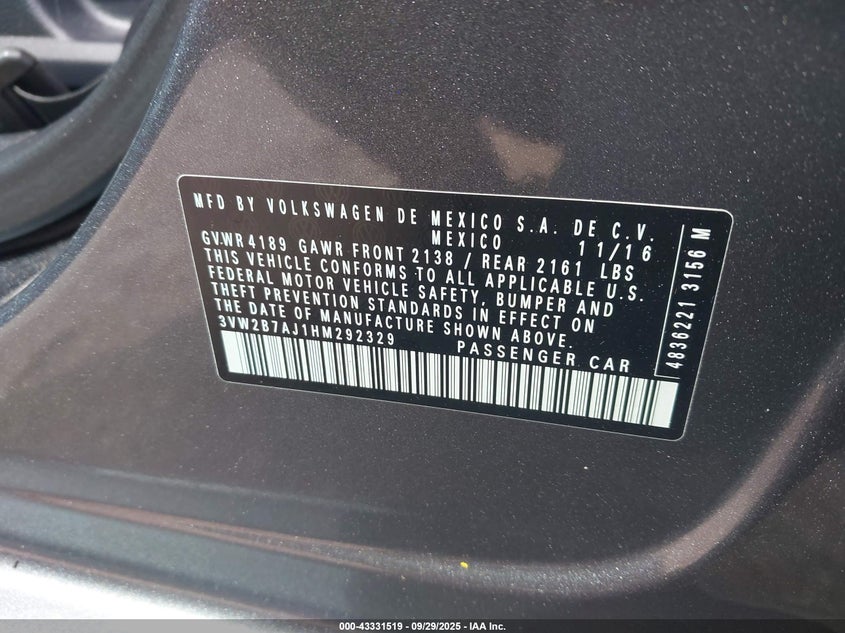 MFD BY VOLKSWAGEN DE MEXICO S.A. DE C.V.
MEXICO 11/16
GVWR 4189 GAWR FRONT 2138 / REAR 2161 LBS
THIS VEHICLE CONFORMS TO ALL APPLICABLE U.S.
FEDERAL MOTOR VEHICLE SAFETY, BUMPER AND
THEFT PREVENTION STANDARDS IN EFFECT ON
THE DATE OF MANUFACTURE SHOWN ABOVE.
3VW2B7AJ1HM292329 PASSENGER CAR
4836221 3156 M
000-43331519 - 09/29/2025 - IAA Inc.